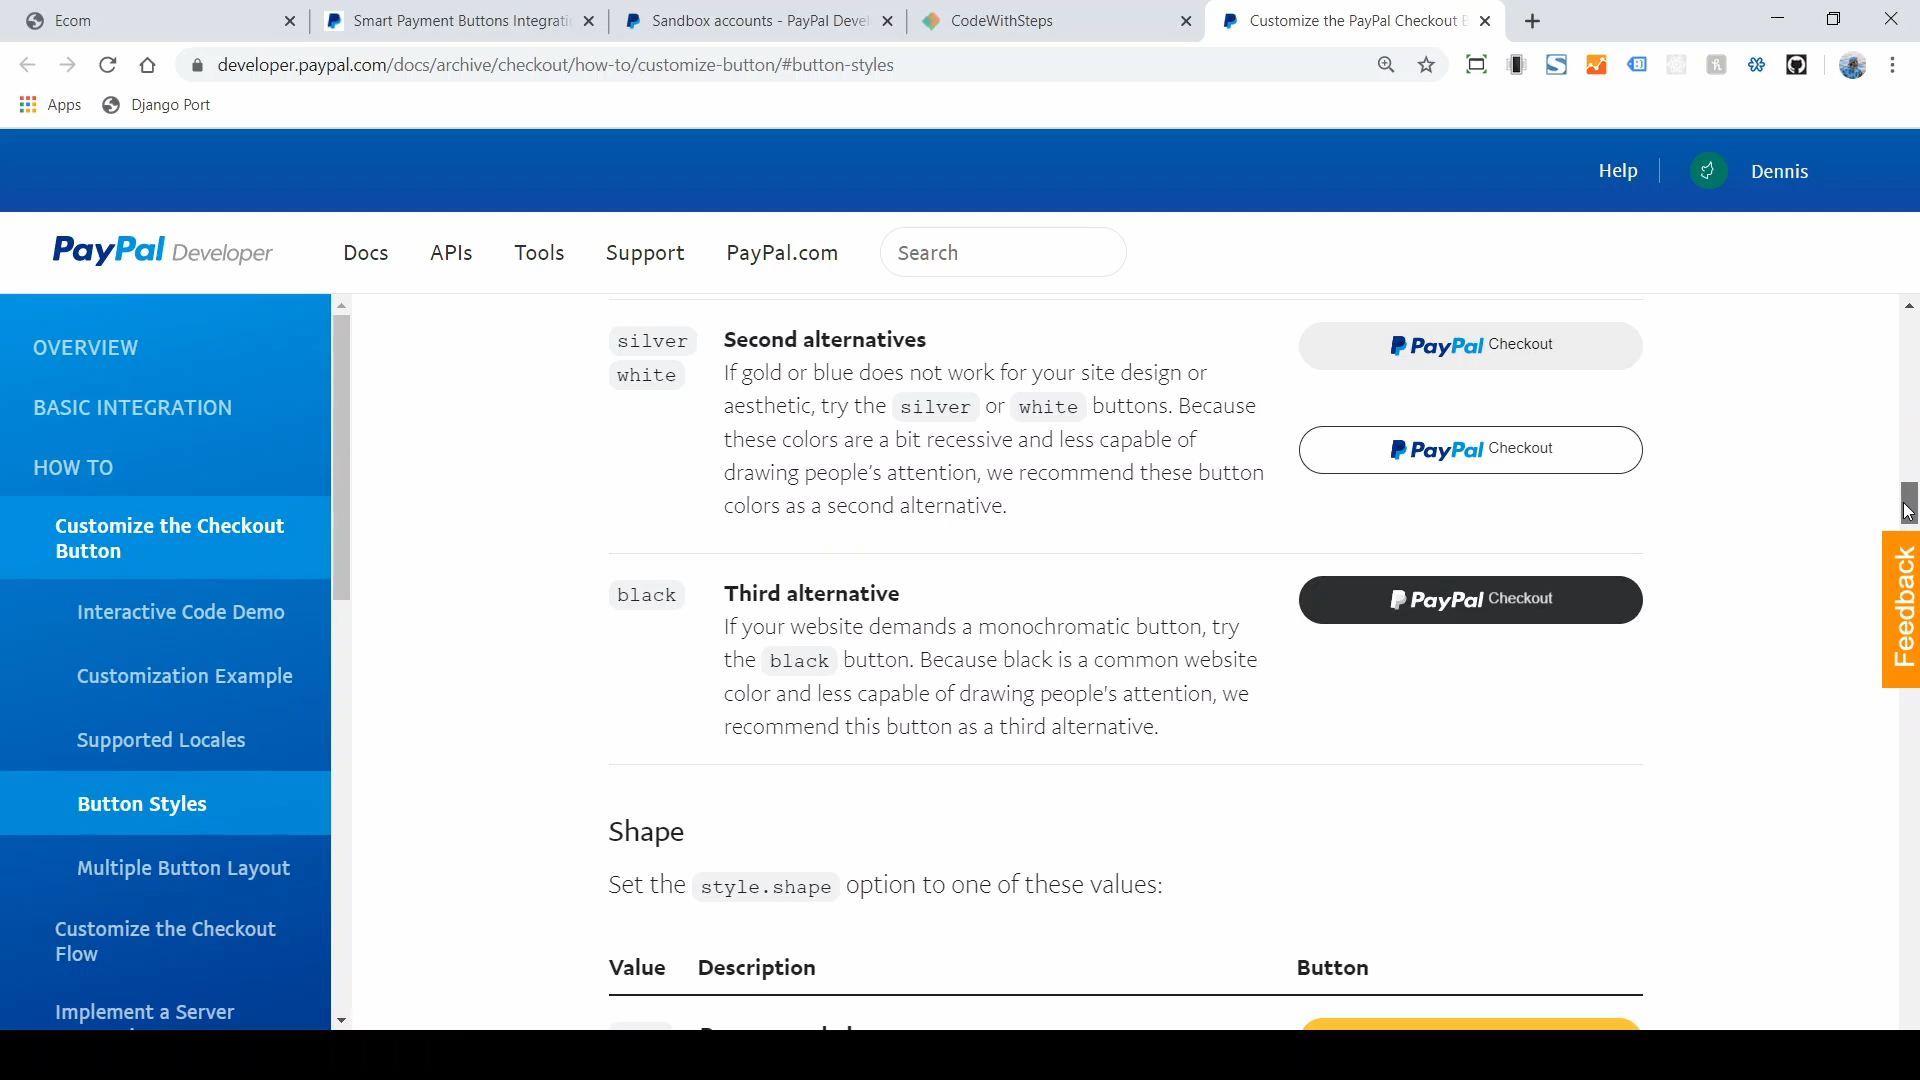 Ecom
Smart Payment Buttons Integrati
Sandbox accounts - PayPal Devel
CodeWithSteps
Customize the PayPal Checkout B
developer.paypal.com/docs/archive/checkout/how-to/customize-button/#button-styles
Apps
Django Port
Help
Dennis
PayPal Developer
Docs
APIs
Tools
Support
PayPal.com
Search
OVERVIEW
BASIC INTEGRATION
HOW TO
Customize the Checkout
Button
Interactive Code Demo
Customization Example
Supported Locales
Button Styles
Multiple Button Layout
Customize the Checkout
Flow
Implement a Server
silver
white
Second alternatives
If gold or blue does not work for your site design or
aesthetic, try the silver or white buttons. Because
these colors are a bit recessive and less capable of
drawing people's attention, we recommend these button
colors as a second alternative.
PayPal Checkout
PayPal Checkout
black
Third alternative
If your website demands a monochromatic button, try
the black button. Because black is a common website
color and less capable of drawing people's attention, we
recommend this button as a third alternative.
PayPal Checkout
Shape
Set the style.shape option to one of these values:
Value Description Button
Feedback